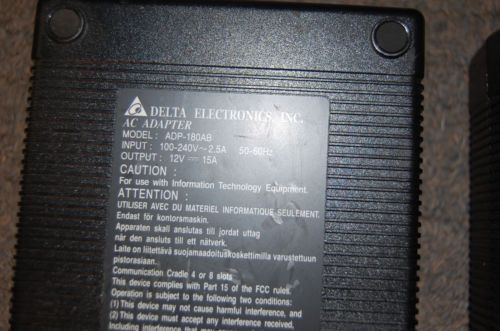 DELTA ELECTRONICS, INC.
AC ADAPTER
MODEL : ADP-180AB
INPUT : 100-240V~2.5A 50-60Hz
OUTPUT : 12V ⎓ 15A
CAUTION :
For use with Information Technology Equipment.
ATTENTION :
UTILISER AVEC DU MATERIEL INFORMATIQUE SEULEMENT.
Endast för kontorsmaskin.
Apparaten skall anslutas till jordat uttag
när den ansluts till ett nätverk.
Laite on liitettävä suojamaadoituskoskettimilla varustettuun
pistorasiaan.
Communication Cradle 4 or 8 slots
This device complies with Part 15 of the FCC rules.
Operation is subject to the following two conditions:
(1) This device may not cause harmful interference, and
(2) This device must accept any interference received,
Including interference that may